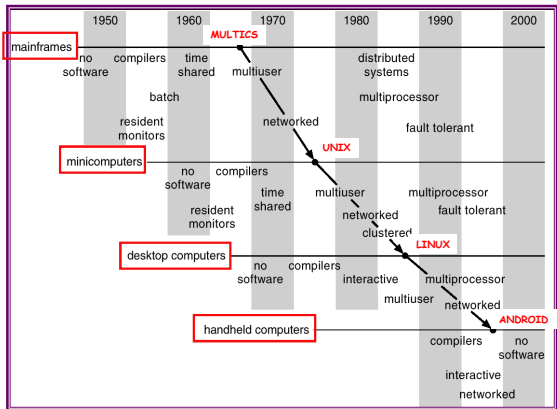 1950 1960 1970 1980 1990 2000
MULTICS
mainframes
no software
compilers
time shared
multiuser
distributed systems
batch
multiprocessor
resident monitors
networked
fault tolerant
UNIX
minicomputers
no software
compilers
time shared
multiuser
multiprocessor
resident monitors
networked
fault tolerant
clustered
LINUX
desktop computers
no software
compilers
interactive
multiprocessor
multiuser
networked
ANDROID
handheld computers
compilers
no software
interactive
networked